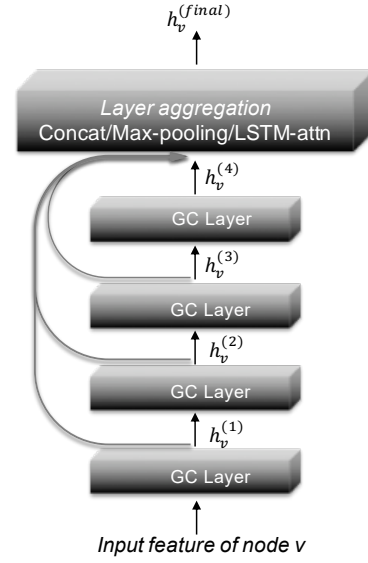 h_v^{(final)}
Layer aggregation
Concat/Max-pooling/LSTM-attn
h_v^{(4)}
GC Layer
h_v^{(3)}
GC Layer
h_v^{(2)}
GC Layer
h_v^{(1)}
GC Layer
Input feature of node v